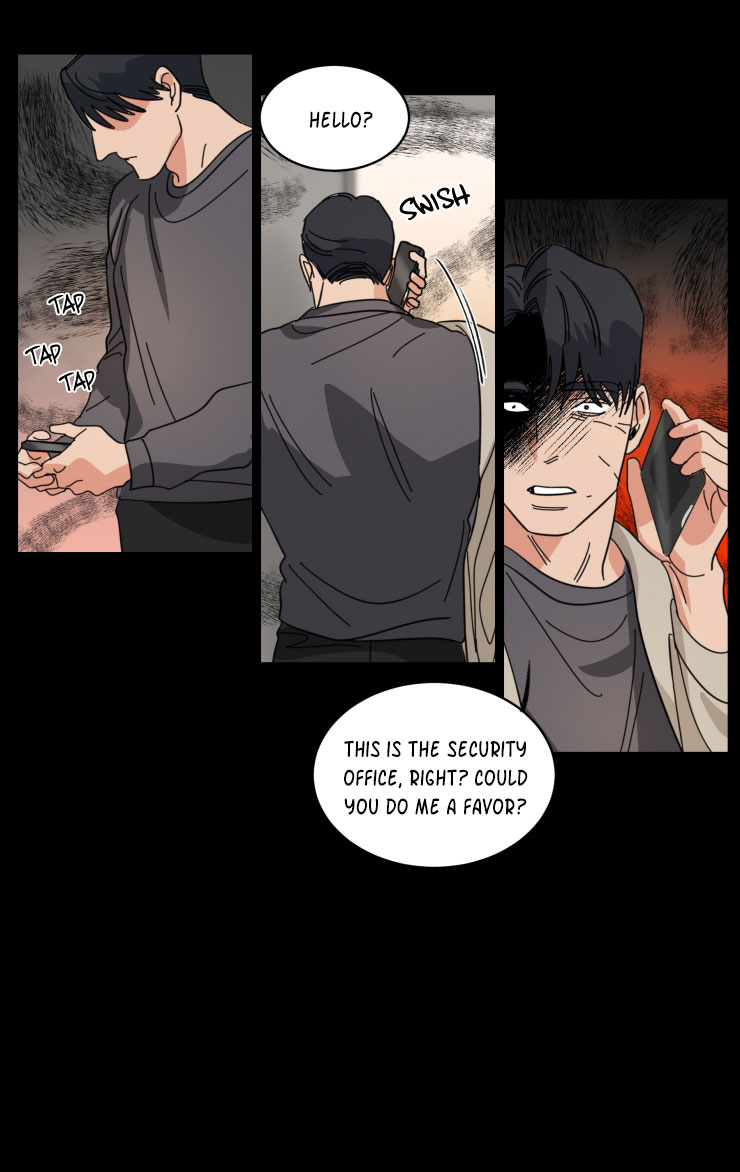 TAP
TAP
TAP
HELLO?
SWISH
THIS IS THE SECURITY
OFFICE, RIGHT? COULD
YOU DO ME A FAVOR?